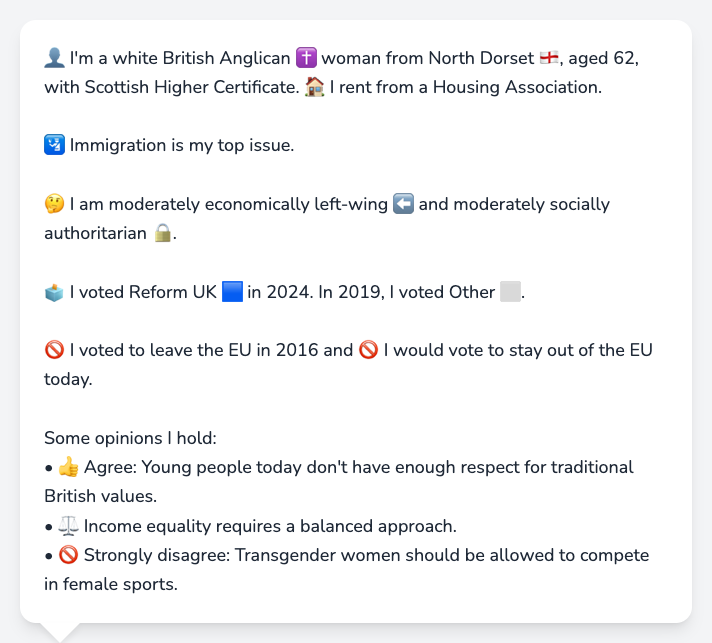 👤 I'm a white British Anglican ✝️ woman from North Dorset 🏴󠁧󠁢󠁥󠁮󠁧󠁿, aged 62,
with Scottish Higher Certificate. 🏠 I rent from a Housing Association.
🛂 Immigration is my top issue.
🤔 I am moderately economically left-wing ⬅️ and moderately socially
authoritarian 🔒.
🗳️ I voted Reform UK 🟦 in 2024. In 2019, I voted Other ⬜.
🚫 I voted to leave the EU in 2016 and 🚫 I would vote to stay out of the EU
today.
Some opinions I hold:
• 👍 Agree: Young people today don't have enough respect for traditional
British values.
• ⚖️ Income equality requires a balanced approach.
• 🚫 Strongly disagree: Transgender women should be allowed to compete
in female sports.